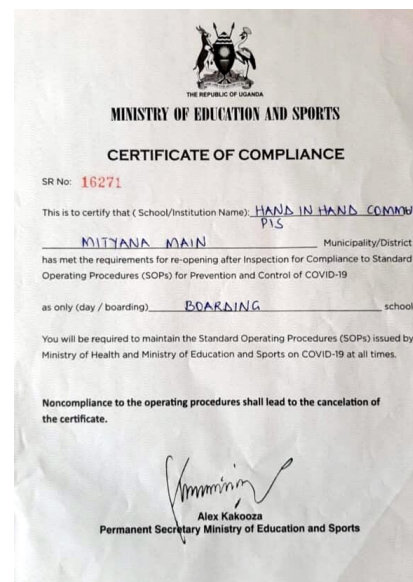 THE REPUBLIC OF UGANDA
MINISTRY OF EDUCATION AND SPORTS
CERTIFICATE OF COMPLIANCE
SR No: 16271
This is to certify that ( School/Institution Name): HAND IN HAND COMMU
P/S
MITYANA MAIN Municipality/District
has met the requirements for re-opening after Inspection for Compliance to Standard
Operating Procedures (SOPs) for Prevention and Control of COVID-19
as only (day / boarding) BOARDING school
You will be required to maintain the Standard Operating Procedures (SOPs) issued by
Ministry of Health and Ministry of Education and Sports on COVID-19 at all times.
Noncompliance to the operating procedures shall lead to the cancelation of
the certificate.
Alex Kakooza
Permanent Secretary Ministry of Education and Sports